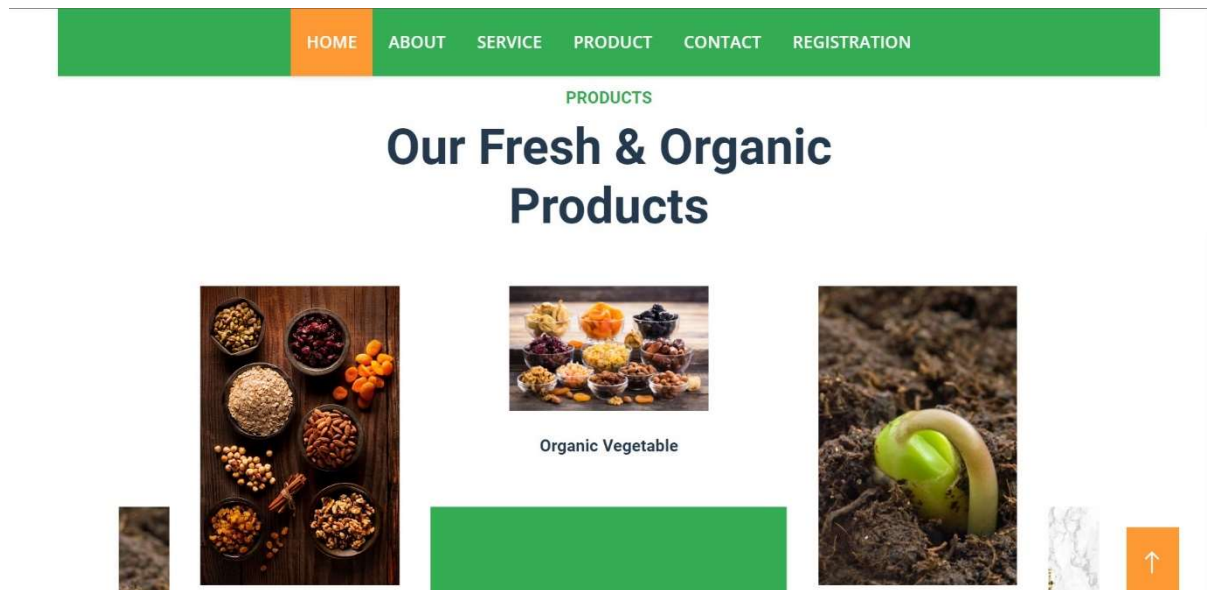 HOME ABOUT SERVICE PRODUCT CONTACT REGISTRATION
PRODUCTS
Our Fresh & Organic
Products
Organic Vegetable